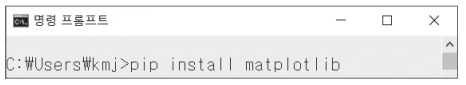 명령 프롬프트
C:₩Users₩kmj>pip install matplotlib